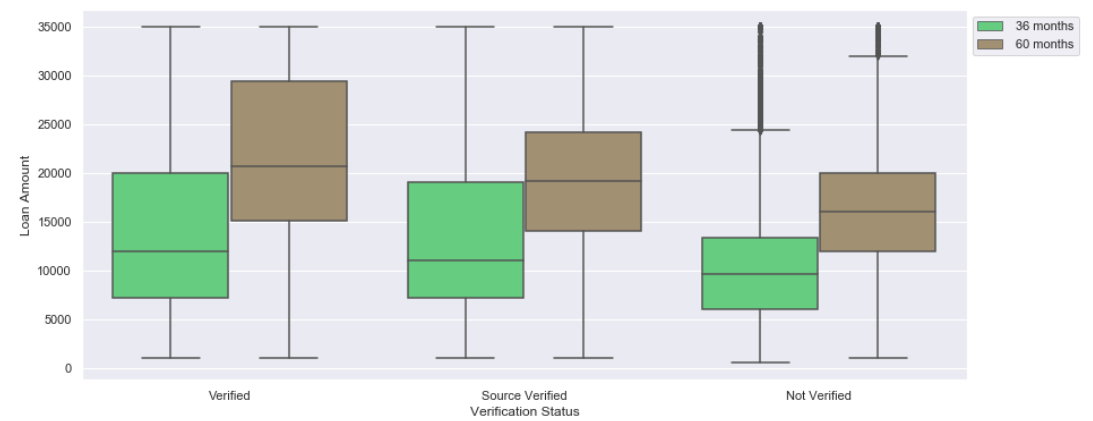 35000
30000
25000
20000
15000
10000
5000
0
Loan Amount
Verified
Source Verified
Not Verified
Verification Status
36 months
60 months